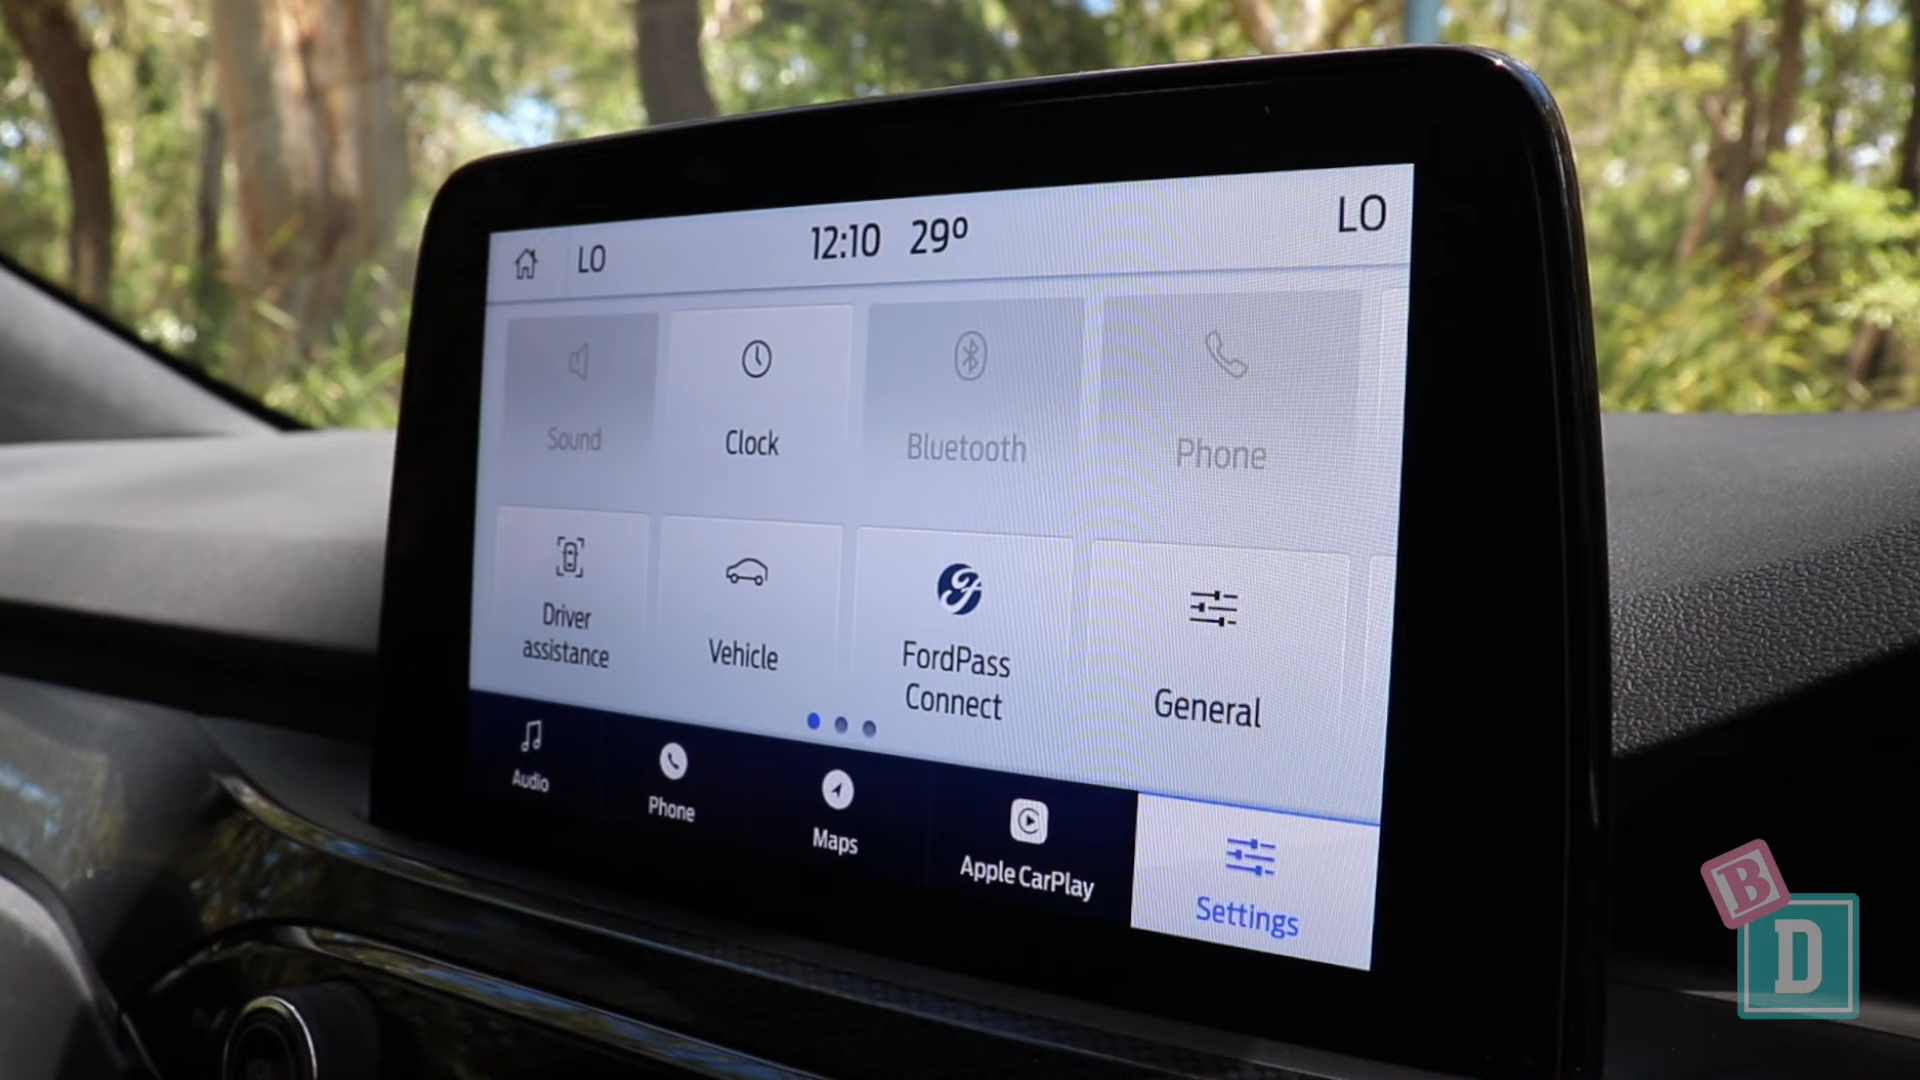 LO
12:10 29°
LO
Sound
Clock
Bluetooth
Phone
Driver
assistance
Vehicle
FordPass
Connect
General
Audio
Phone
Maps
Apple CarPlay
Settings
B
D